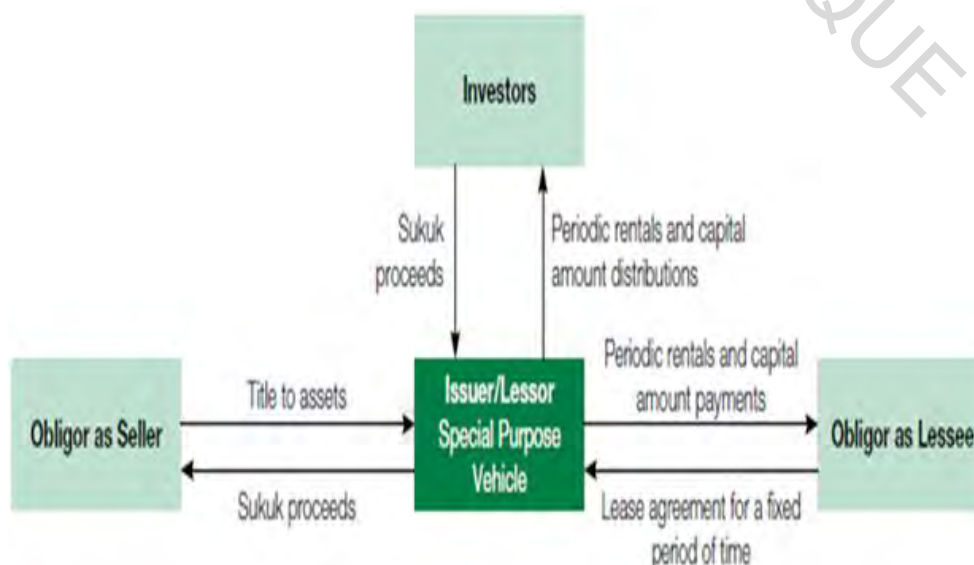 QUE
Investors
Sukuk
proceeds
Periodic rentals and capital
amount distributions
Obligor as Seller
Title to assets
Sukuk proceeds
Issuer/Lessor
Special Purpose
Vehicle
Periodic rentals and capital
amount payments
Lease agreement for a fixed
period of time
Obligor as Lessee